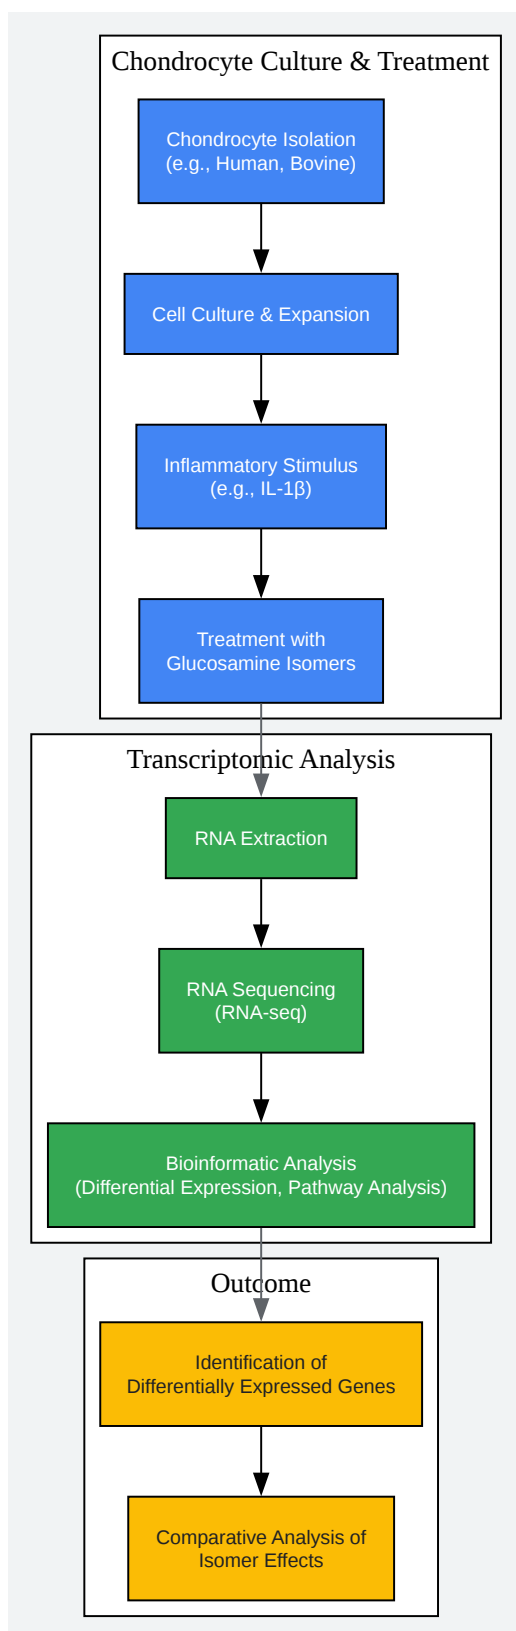 Chondrocyte Culture & Treatment
Chondrocyte Isolation
(e.g., Human, Bovine)
Cell Culture & Expansion
Inflammatory Stimulus
(e.g., IL-1β)
Treatment with
Glucosamine Isomers
Transcriptomic Analysis
RNA Extraction
RNA Sequencing
(RNA-seq)
Bioinformatic Analysis
(Differential Expression, Pathway Analysis)
Outcome
Identification of
Differentially Expressed Genes
Comparative Analysis of
Isomer Effects